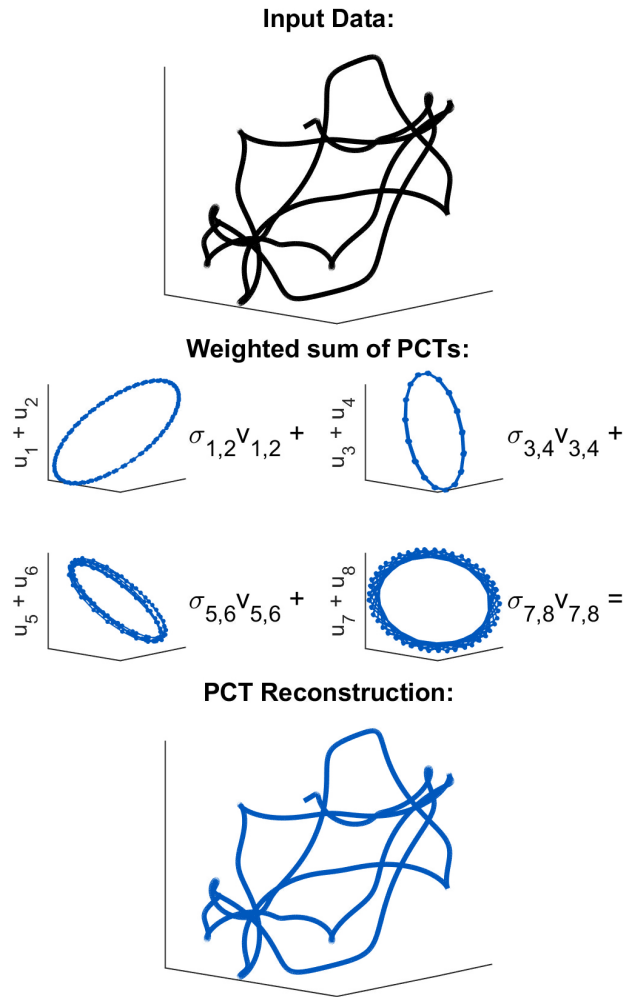 Input Data:
Weighted sum of PCTs:
u₁ + u₂
σ₁,₂v₁,₂ +
u₃ + u₄
σ₃,₄v₃,₄ +
u₅ + u₆
σ₅,₆v₅,₆ +
u₇ + u₈
σ₇,₈v₇,₈ =
PCT Reconstruction: